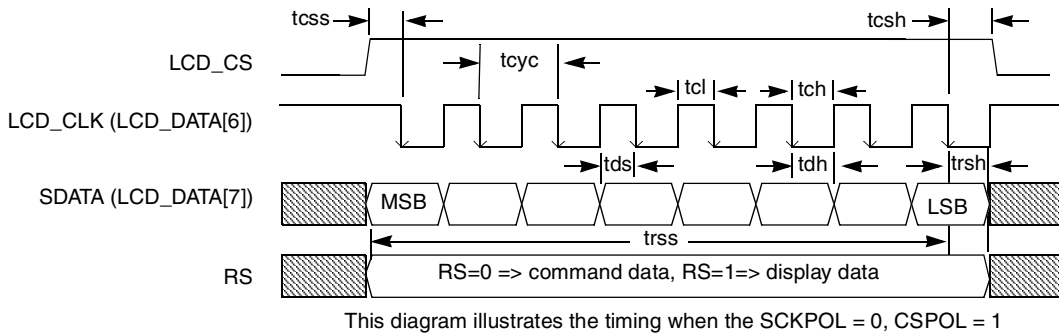 tcss
tcsh
LCD_CS
tcyc
tcl
tch
LCD_CLK (LCD_DATA[6])
tds
tdh
trsh
SDATA (LCD_DATA[7])
MSB
LSB
trss
RS
RS=0 => command data, RS=1=> display data
This diagram illustrates the timing when the SCKPOL = 0, CSPOL = 1